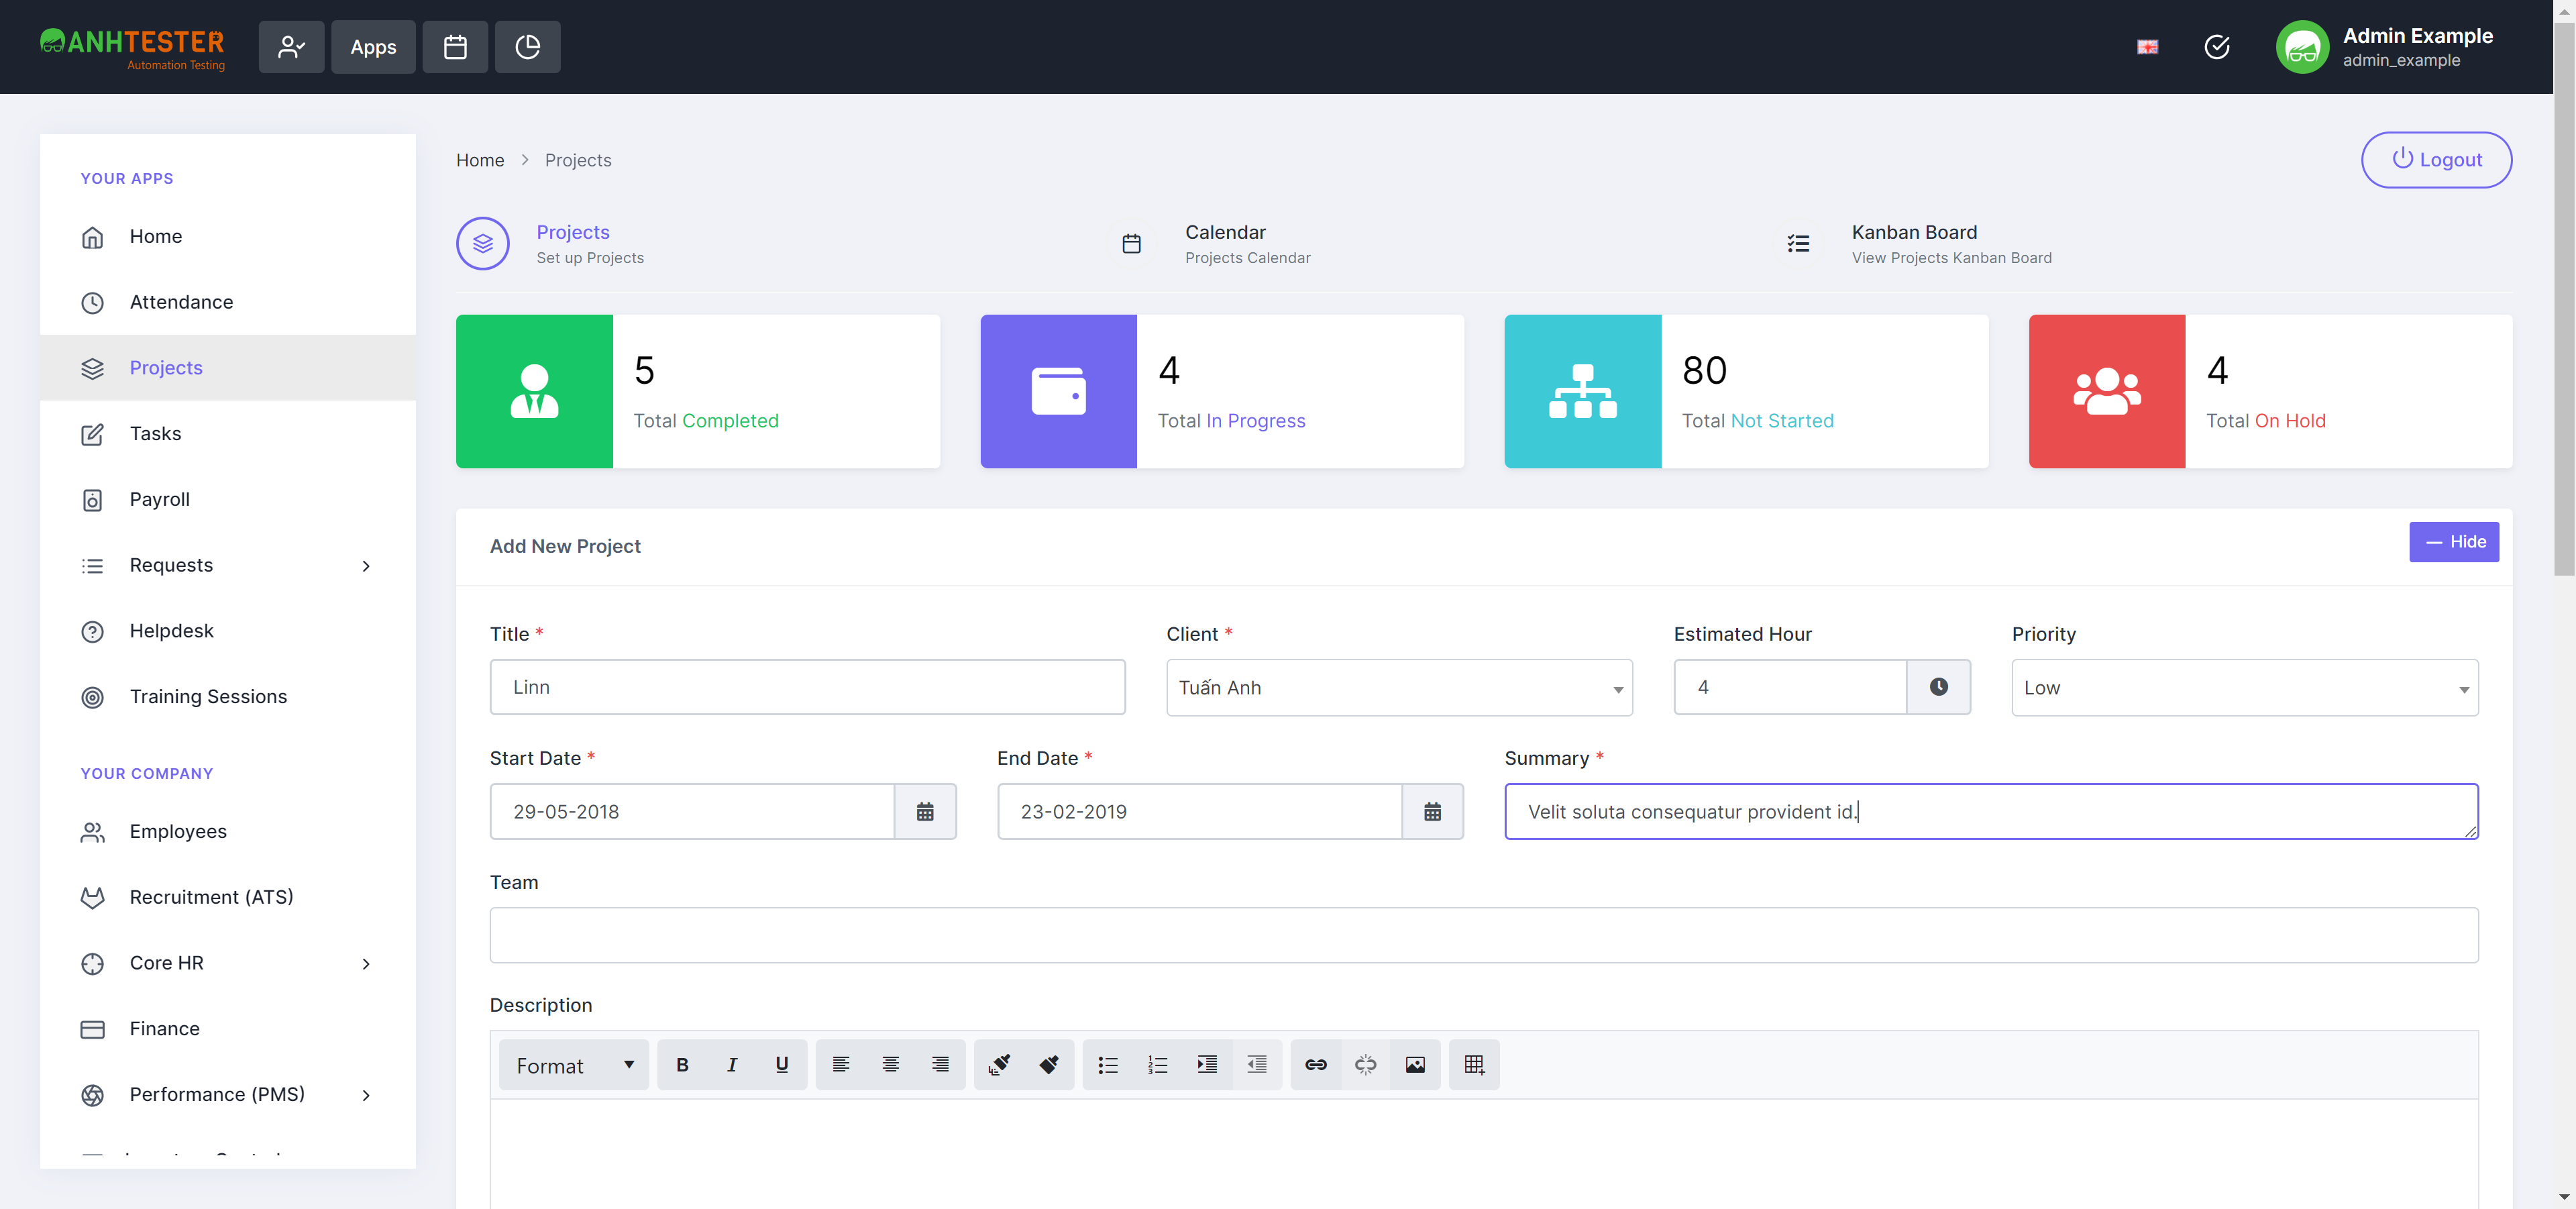 ANHTESTER
Automation Testing
Apps
Admin Example
admin_example
YOUR APPS
Home
Attendance
Projects
Tasks
Payroll
Requests
Helpdesk
Training Sessions
YOUR COMPANY
Employees
Recruitment (ATS)
Core HR
Finance
Performance (PMS)
Home > Projects
Logout
Projects
Set up Projects
Calendar
Projects Calendar
Kanban Board
View Projects Kanban Board
5
Total Completed
4
Total In Progress
80
Total Not Started
4
Total On Hold
Add New Project
Hide
Title * Client * Estimated Hour Priority
Linn Tuấn Anh 4 Low
Start Date * End Date * Summary *
29-05-2018 23-02-2019 Velit soluta consequatur provident id.
Team
Description
Format B I U